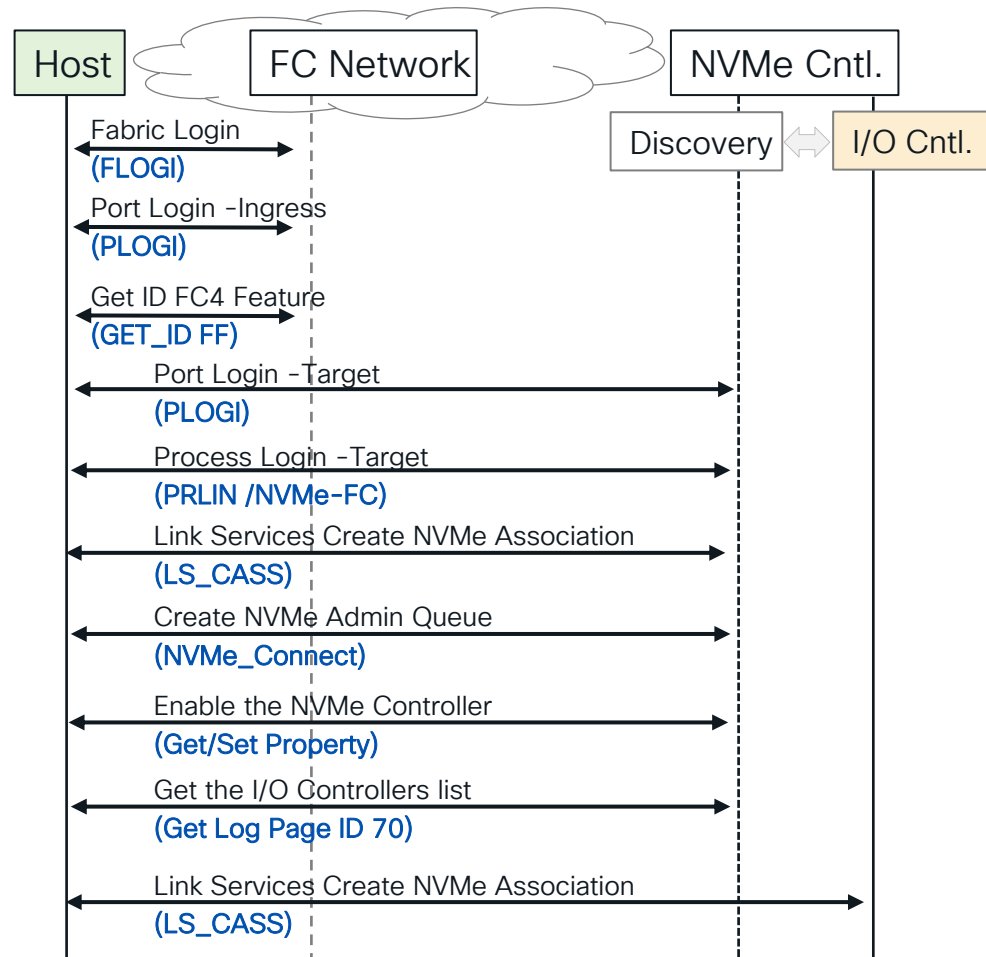 Host
FC Network
NVMe Cntl.
Discovery
I/O Cntl.
Fabric Login
(FLOGI)
Port Login -Ingress
(PLOGI)
Get ID FC4 Feature
(GET_ID FF)
Port Login -Target
(PLOGI)
Process Login -Target
(PRLIN /NVMe-FC)
Link Services Create NVMe Association
(LS_CASS)
Create NVMe Admin Queue
(NVMe_Connect)
Enable the NVMe Controller
(Get/Set Property)
Get the I/O Controllers list
(Get Log Page ID 70)
Link Services Create NVMe Association
(LS_CASS)